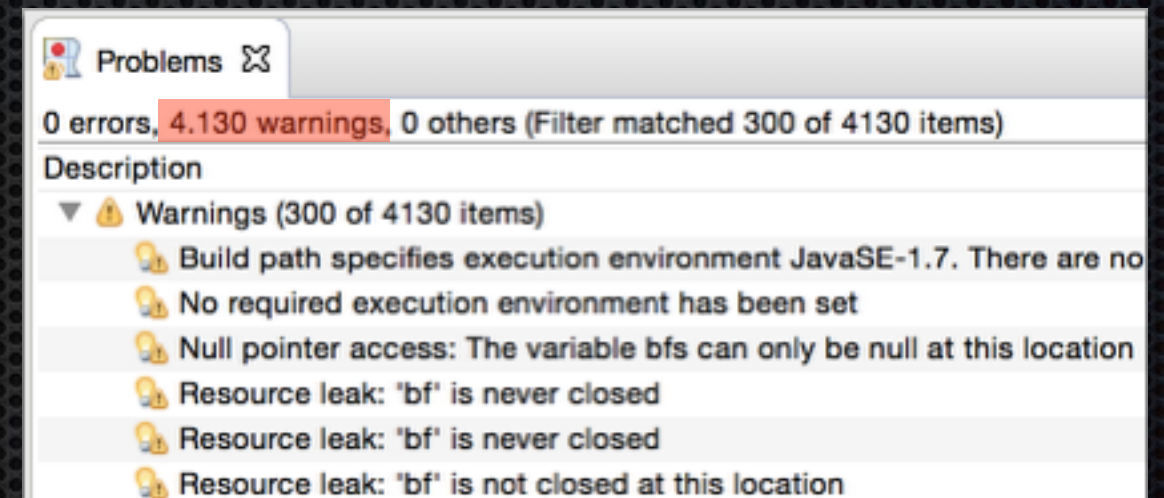 Problems
0 errors, 4.130 warnings, 0 others (Filter matched 300 of 4130 items)
Description
Warnings (300 of 4130 items)
Build path specifies execution environment JavaSE-1.7. There are no
No required execution environment has been set
Null pointer access: The variable bfs can only be null at this location
Resource leak: 'bf' is never closed
Resource leak: 'bf' is never closed
Resource leak: 'bf' is not closed at this location